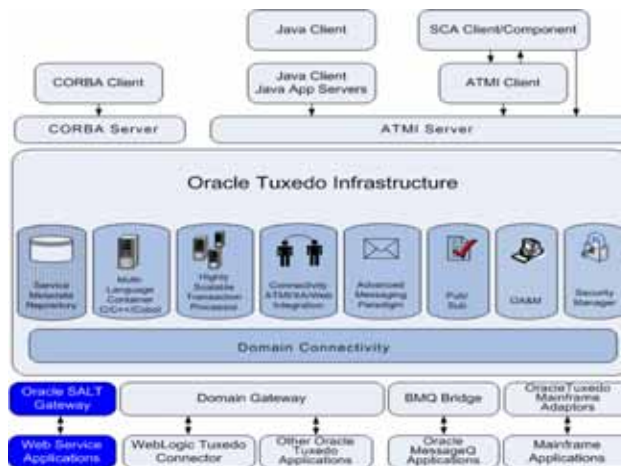 Java Client
SCA Client/Component
CORBA Client
Java Client
Java App Servers
ATMI Client
CORBA Server
ATMI Server
Oracle Tuxedo Infrastructure
Service
Metadata
Repository
Multi-
Language
Container
C/C++/Cobol
Highly
Scalable
Transaction
Processor
Connectivity
Integration
Advanced
Messaging
Paradigm
Pub/
Sub
OA&M
Security
Manager
Domain Connectivity
Oracle SALT
Gateway
Domain Gateway
BMQ Bridge
OracleTuxedo
Mainframe
Adaptors
Web Service
Applications
WebLogic Tuxedo
Connector
Other Oracle
Tuxedo
Applications
Oracle
MessageQ
Applications
Mainframe
Applications